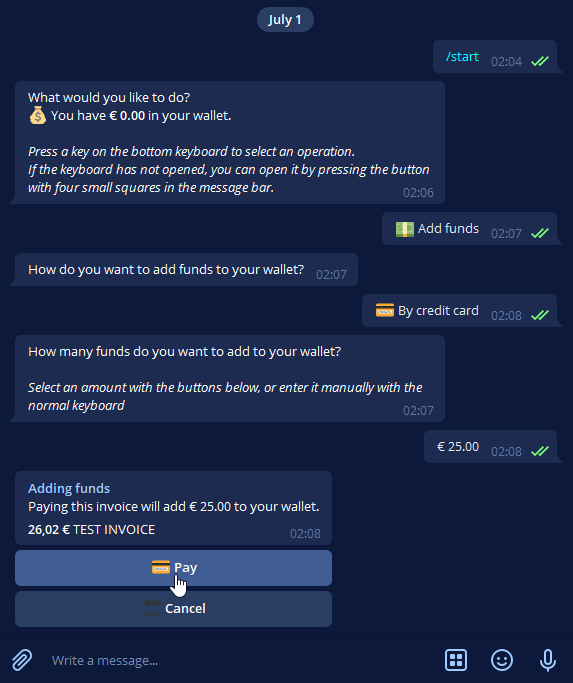 July 1
/start 02:04
What would you like to do?
💰 You have € 0.00 in your wallet.
Press a key on the bottom keyboard to select an operation.
If the keyboard has not opened, you can open it by pressing the button
with four small squares in the message bar.
02:06
💵 Add funds 02:07
How do you want to add funds to your wallet? 02:07
💳 By credit card 02:08
How many funds do you want to add to your wallet?
Select an amount with the buttons below, or enter it manually with the
normal keyboard
02:07
€ 25.00 02:08
Adding funds
Paying this invoice will add € 25.00 to your wallet.
26,02 € TEST INVOICE
02:08
💳 Pay
Cancel
Write a message...